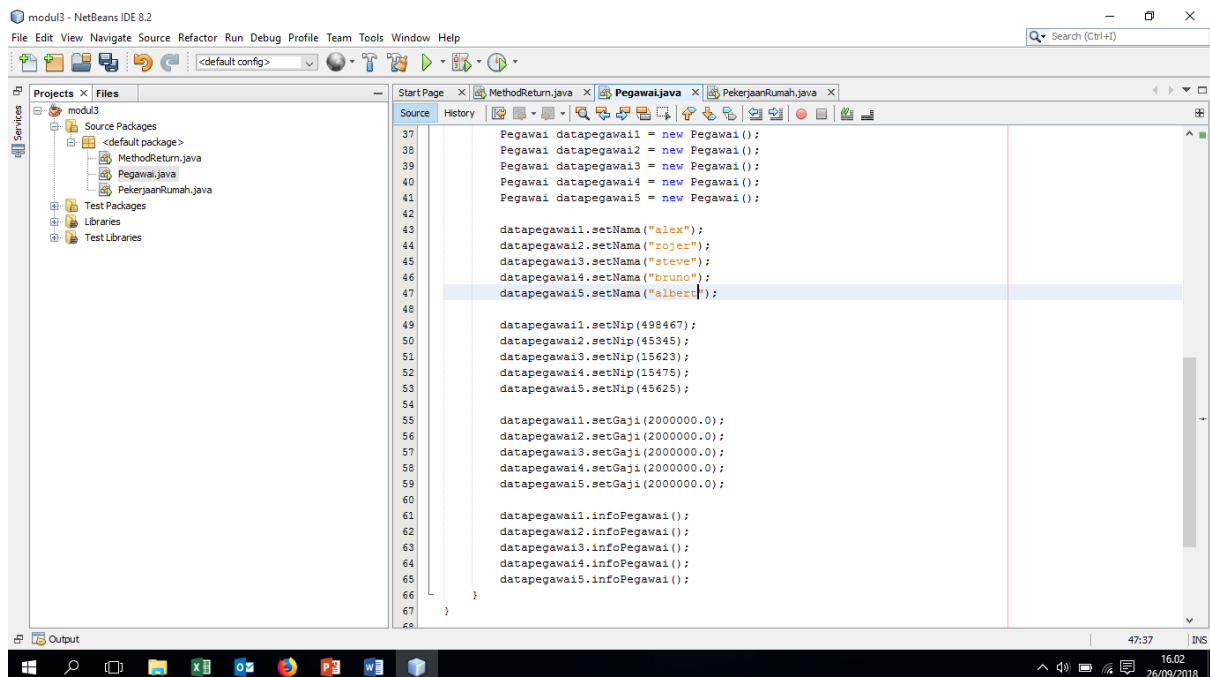 modul3 - NetBeans IDE 8.2
File Edit View Navigate Source Refactor Run Debug Profile Team Tools Window Help
Search (Ctrl+I)
<default config>
Projects Files
Services
modul3
Source Packages
<default package>
MethodReturn.java
Pegawai.java
PekerjaanRumah.java
Test Packages
Libraries
Test Libraries
Start Page MethodReturn.java Pegawai.java PekerjaanRumah.java
Source History
37 Pegawai datapegawai1 = new Pegawai();
38 Pegawai datapegawai2 = new Pegawai();
39 Pegawai datapegawai3 = new Pegawai();
40 Pegawai datapegawai4 = new Pegawai();
41 Pegawai datapegawai5 = new Pegawai();
42
43 datapegawai1.setNama("alex");
44 datapegawai2.setNama("rojer");
45 datapegawai3.setNama("steve");
46 datapegawai4.setNama("bruno");
47 datapegawai5.setNama("albert");
48
49 datapegawai1.setNip(498467);
50 datapegawai2.setNip(45345);
51 datapegawai3.setNip(15623);
52 datapegawai4.setNip(15475);
53 datapegawai5.setNip(45625);
54
55 datapegawai1.setGaji(2000000.0);
56 datapegawai2.setGaji(2000000.0);
57 datapegawai3.setGaji(2000000.0);
58 datapegawai4.setGaji(2000000.0);
59 datapegawai5.setGaji(2000000.0);
60
61 datapegawai1.infoPegawai();
62 datapegawai2.infoPegawai();
63 datapegawai3.infoPegawai();
64 datapegawai4.infoPegawai();
65 datapegawai5.infoPegawai();
66 }
67 }
68
Output
47:37 INS
16.02
26/09/2018